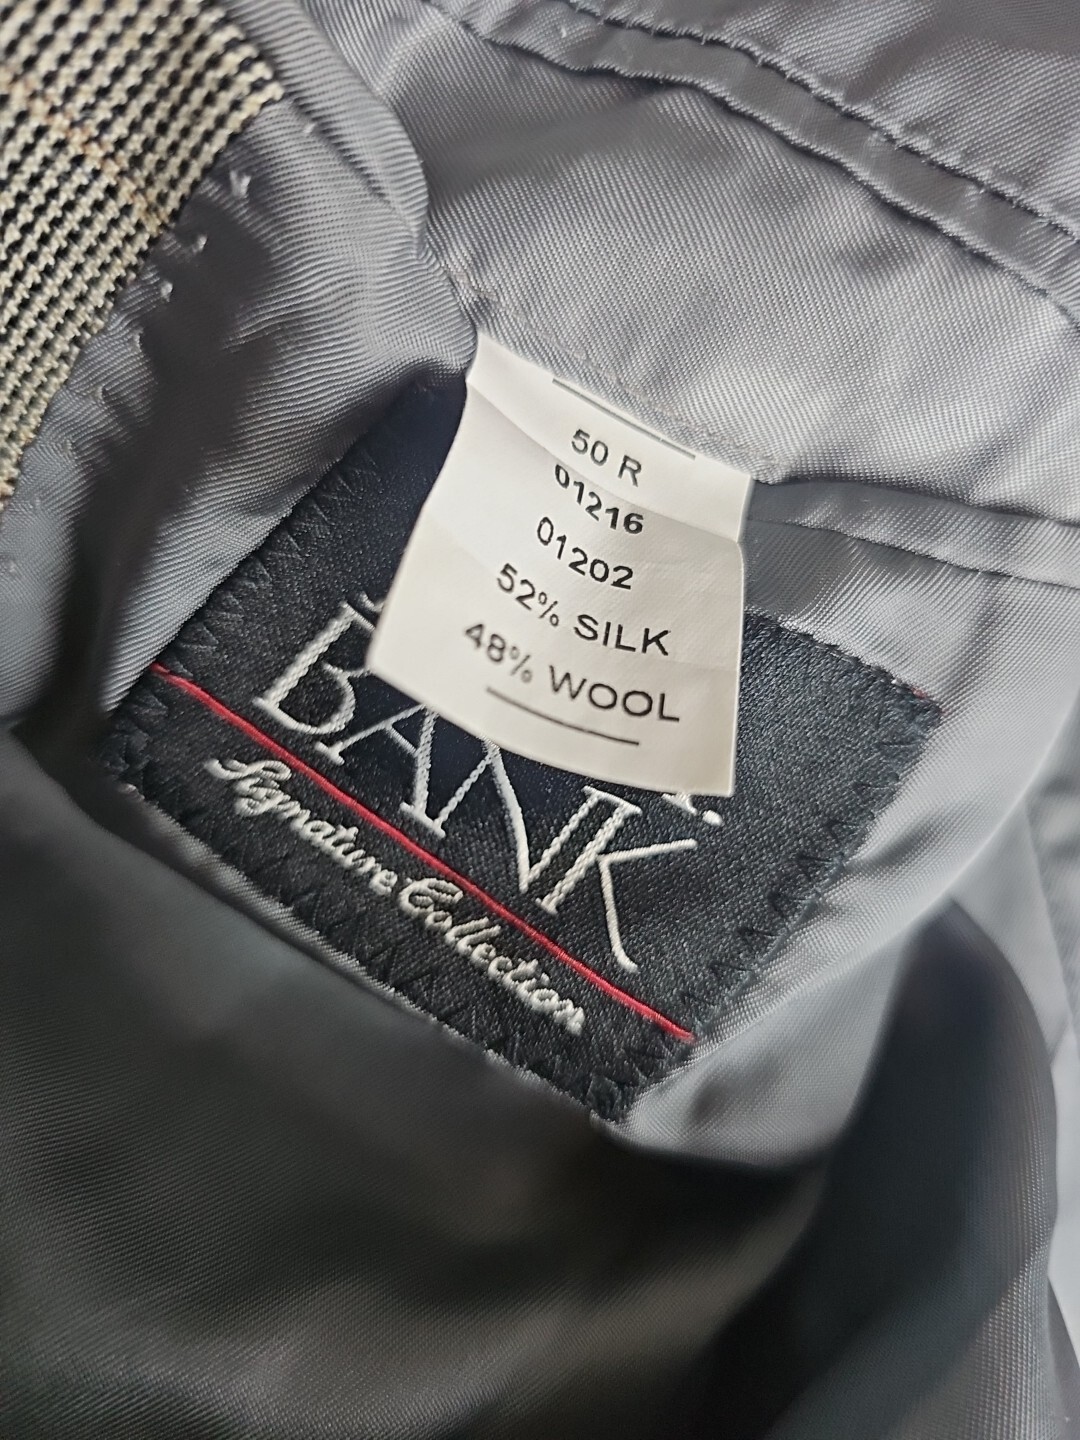 50 R
01216
01202
52% SILK
48% WOOL
BANK
Signature Collection